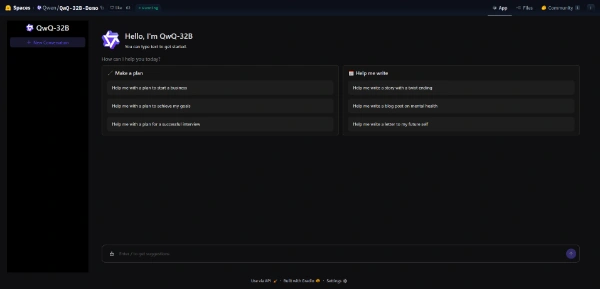 Spaces
Qwen/QwQ-32B-Demo
Running
App
Files
Community
QwQ-32B
New Conversation
Hello, I'm QwQ-32B
You can type text to get started.
How can I help you today?
Make a plan
Help me with a plan to start a business
Help me with a plan to achieve my goals
Help me with a plan for a successful interview
Help me write
Help me write a story with a twist ending
Help me write a blog post on mental health
Help me write a letter to my future self
Enter / to get suggestions
Use via API · Built with Gradio · Settings